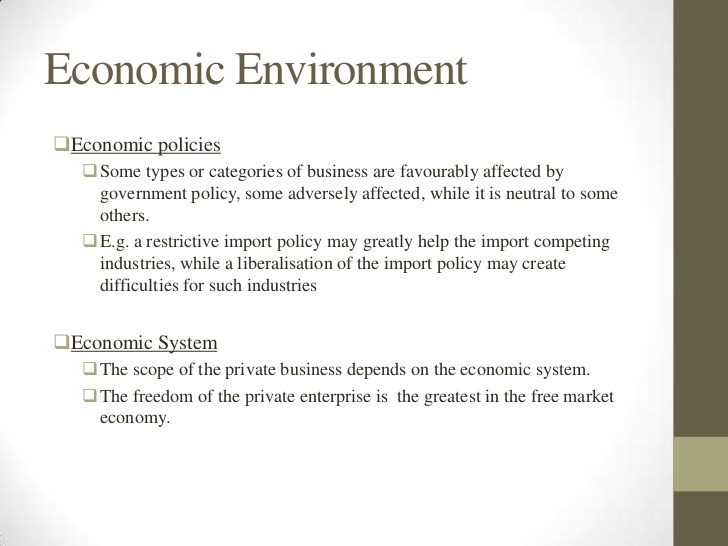 Economic Environment
❑Economic policies
❑Some types or categories of business are favourably affected by
government policy, some adversely affected, while it is neutral to some
others.
❑E.g. a restrictive import policy may greatly help the import competing
industries, while a liberalisation of the import policy may create
difficulties for such industries
❑Economic System
❑The scope of the private business depends on the economic system.
❑The freedom of the private enterprise is the greatest in the free market
economy.